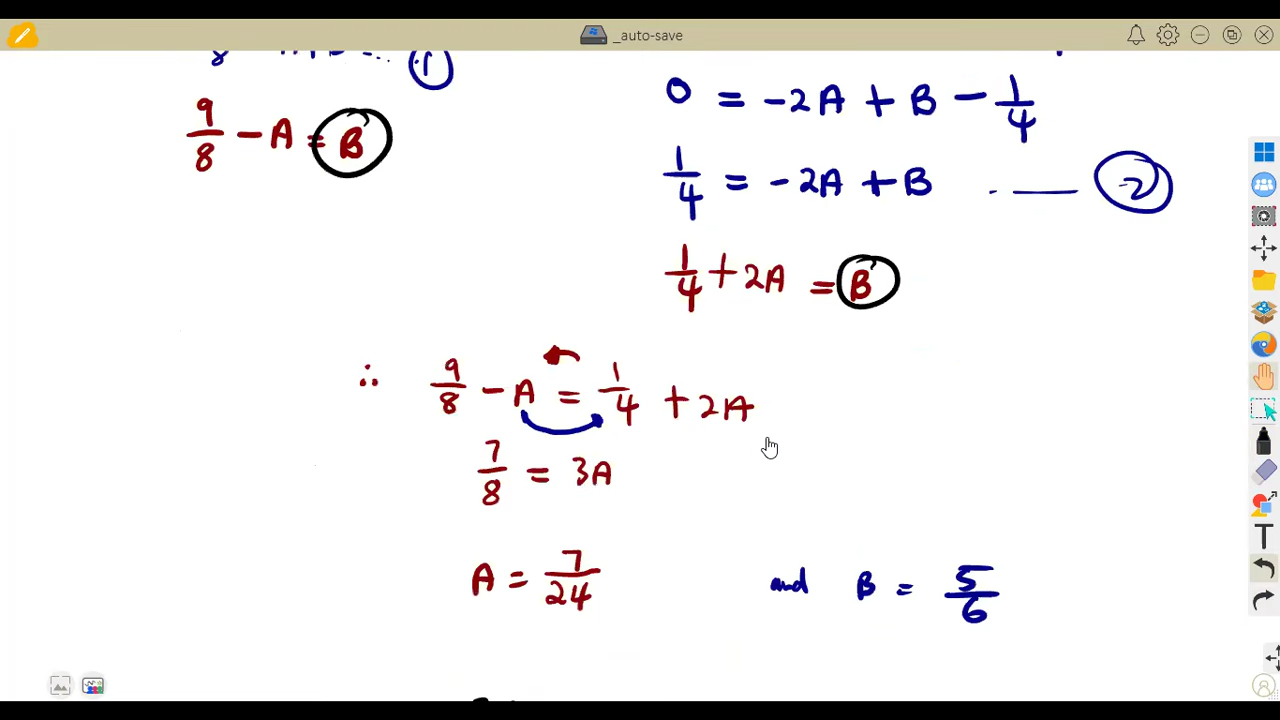 _auto-save
①
0 = -2A + B - 1/4
9/8 - A = B
1/4 = -2A + B ... ②
1/4 + 2A = B
∴ 9/8 - A = 1/4 + 2A
7/8 = 3A
A = 7/24 and B = 5/6
T